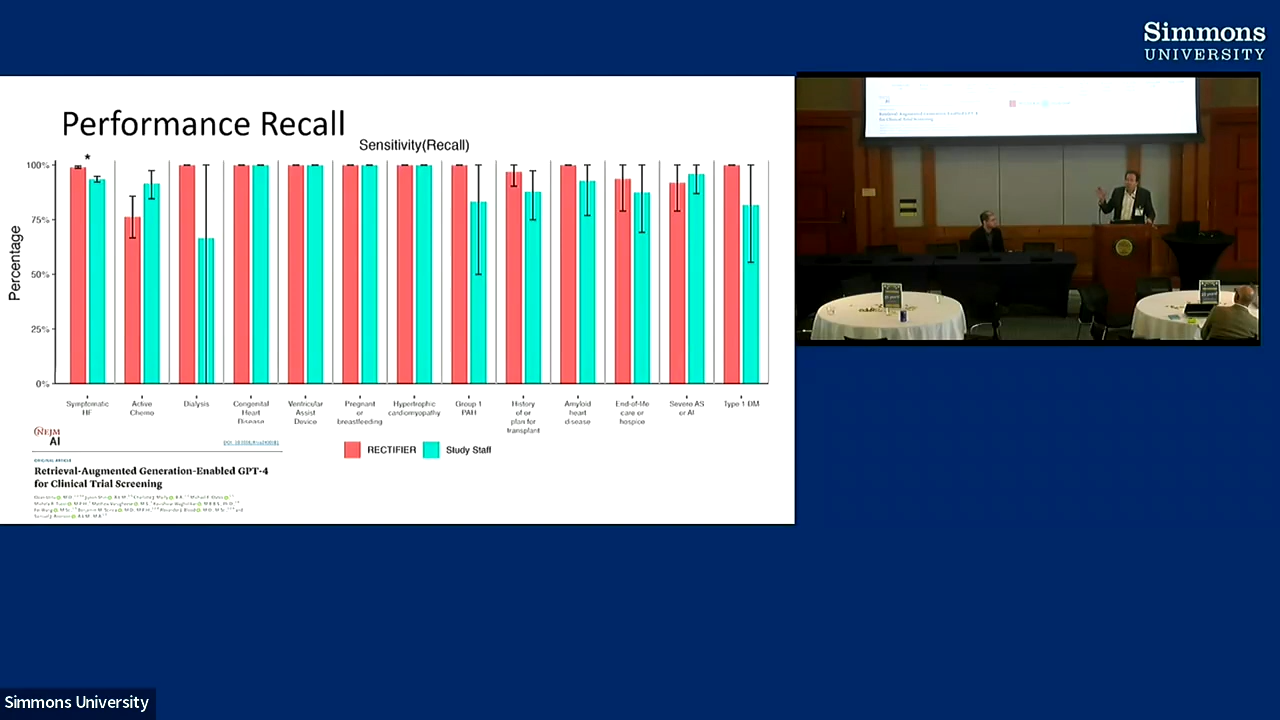 Simmons
UNIVERSITY
Performance Recall
Sensitivity(Recall)
*
Percentage
100%
75%
50%
25%
0%
Symptomatic
HF
Active
Chemo
Dialysis
Congenital
Heart
Disease
Ventricular
Assist
Device
Pregnant
or
breastfeeding
Hypertrophic
cardiomyopathy
Group 1
PAH
History
of or
plan for
transplant
Amyloid
heart
disease
End-of-life
care or
hospice
Severe AS
or AI
Type 1 DM
RECTIFIER
Study Staff
NEJM
AI
ORIGINAL ARTICLE
Retrieval-Augmented Generation-Enabled GPT-4
for Clinical Trial Screening
Simmons University